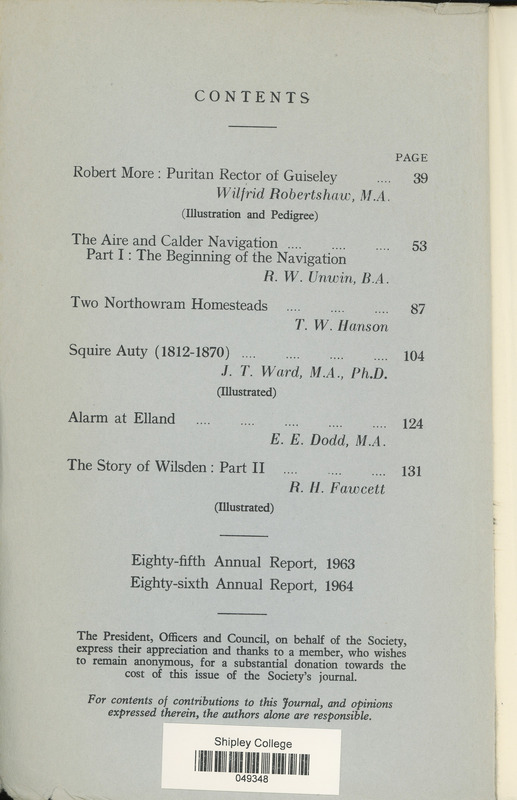 CONTENTS
PAGE
Robert More : Puritan Rector of Guiseley .... 39
Wilfrid Robertshaw, M.A.
(Illustration and Pedigree)
The Aire and Calder Navigation .... .... .... 53
Part I : The Beginning of the Navigation
R. W. Unwin, B.A.
Two Northowram Homesteads .... .... .... 87
T. W. Hanson
Squire Auty (1812-1870) .... .... .... .... 104
J. T. Ward, M.A., Ph.D.
(Illustrated)
Alarm at Elland .... .... .... .... .... 124
E. E. Dodd, M.A.
The Story of Wilsden : Part II .... .... .... 131
R. H. Fawcett
(Illustrated)
Eighty-fifth Annual Report, 1963
Eighty-sixth Annual Report, 1964
The President, Officers and Council, on behalf of the Society,
express their appreciation and thanks to a member, who wishes
to remain anonymous, for a substantial donation towards the
cost of this issue of the Society's journal.
For contents of contributions to this Journal, and opinions
expressed therein, the authors alone are responsible.
Shipley College
049348